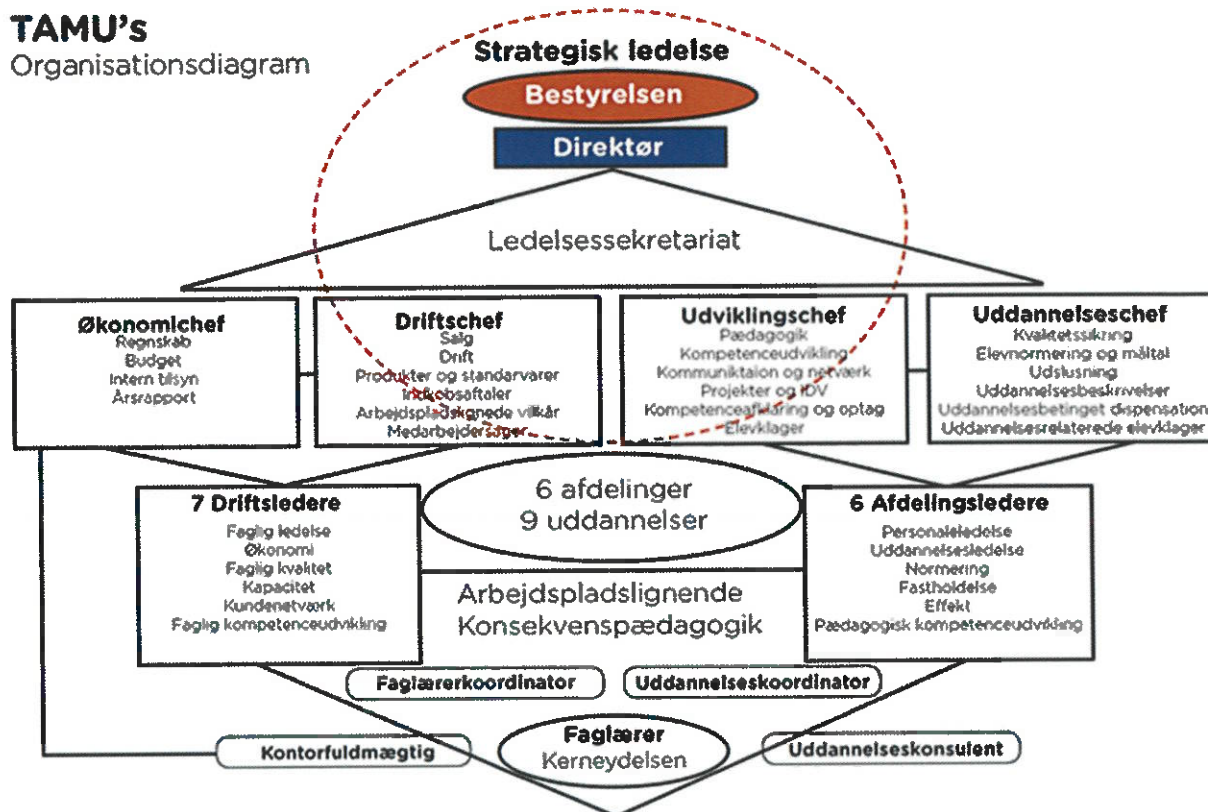 TAMU's
Organisationsdiagram
Strategisk ledelse
Bestyrelsen
Direktør
Ledelsessekretariat
Økonomichef
Regnskab
Budget
Intern tilsyn
Årsrapport
Driftschef
Salg
Drift
Produkter og standarvarer
Indkøbsaftaler
Arbejdspladslignede vilkår
Medarbejdersager
Udviklingschef
Pædagogik
Kompetenceudvikling
Kommuniktaion og netværk
Projekter og IDV
Kompetenceafklaring og optag
Elevklager
Uddannelseschef
Kvalitetssikring
Elevnormering og måltal
Udslusning
Uddannelsesbeskrivelser
Uddannelsesbetinget dispensation
Uddannelsesrelaterede elevklager
7 Driftsledere
Faglig ledelse
Økonomi
Faglig kvalitet
Kapacitet
Kundenetværk
Faglig kompetenceudvikling
6 afdelinger
9 uddannelser
6 Afdelingsledere
Personaleledelse
Uddannelsesledelse
Normering
Fastholdelse
Effekt
Pædagogisk kompetenceudvikling
Arbejdspladslignende
Konsekvenspædagogik
Faglærerkoordinator
Uddannelseskoordinator
Kontorfuldmægtig
Faglærer
Kerneydelsen
Uddannelseskonsulent